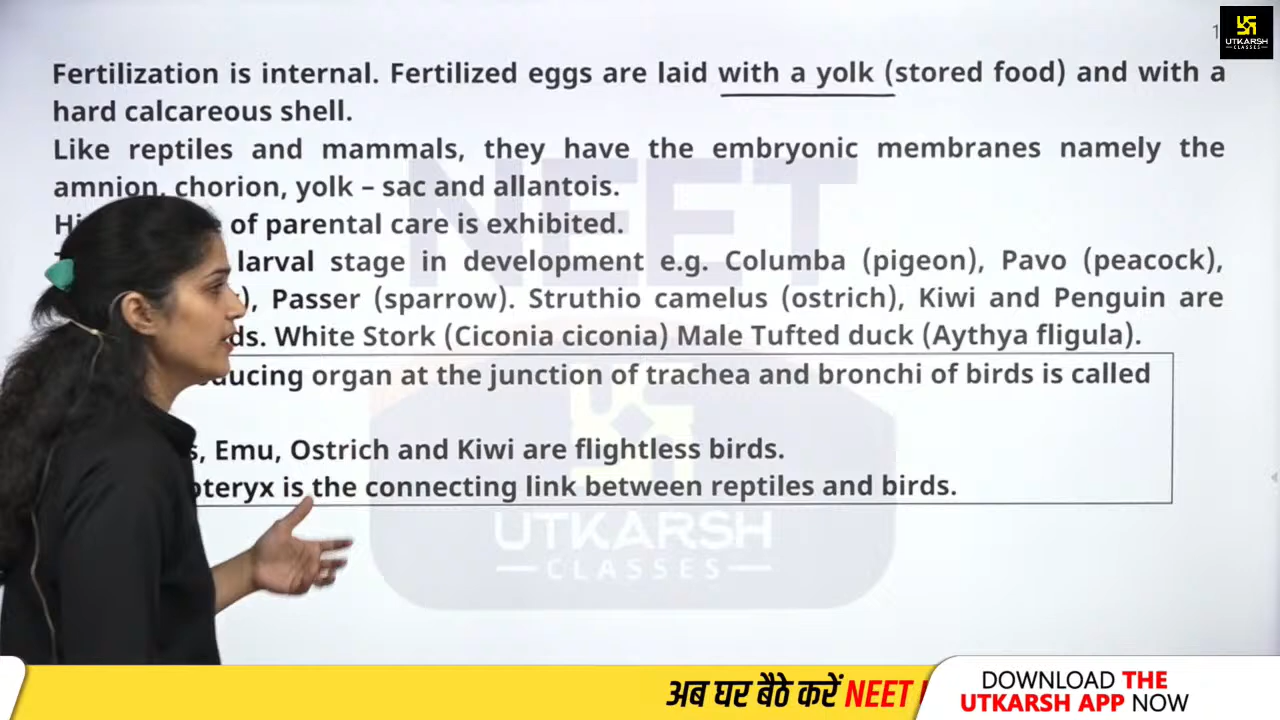 1
UTKARSH
CLASSES
Fertilization is internal. Fertilized eggs are laid with a yolk (stored food) and with a
hard calcareous shell.
Like reptiles and mammals, they have the embryonic membranes namely the
amnion, chorion, yolk – sac and allantois.
of parental care is exhibited.
larval stage in development e.g. Columba (pigeon), Pavo (peacock),
Passer (sparrow). Struthio camelus (ostrich), Kiwi and Penguin are
White Stork (Ciconia ciconia) Male Tufted duck (Aythya fligula).
organ at the junction of trachea and bronchi of birds is called
Emu, Ostrich and Kiwi are flightless birds.
is the connecting link between reptiles and birds.
NEET
UTKARSH
CLASSES
अब घर बैठे करें NEET
DOWNLOAD THE
UTKARSH APP NOW